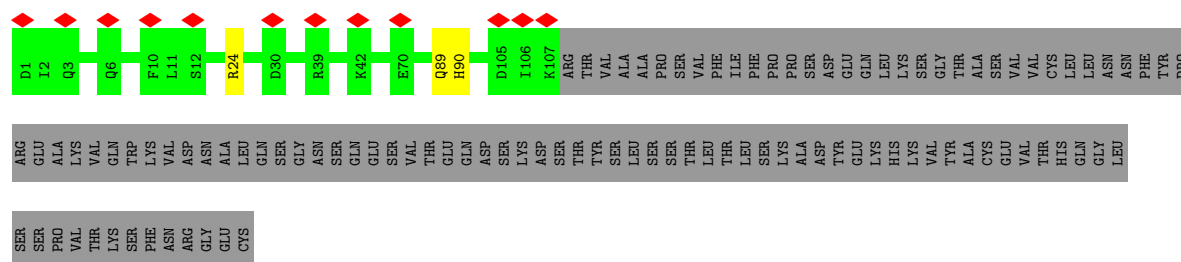 D1 I2 Q3 Q6 F10 L11 S12 R24 D30 R39 K42 E70 Q89 H90 D105 I106 K107 ARG THR VAL ALA ALA PRO SER VAL PHE ILE PHE PRO PRO SER ASP GLU GLN LEU LYS SER GLY THR ALA SER VAL VAL CYS LEU LEU ASN ASN PHE TYR PRO
ARG GLU ALA LYS VAL GLN TRP LYS VAL ASP ASN ALA LEU GLN SER GLY ASN SER GLN GLU SER VAL THR GLU GLN ASP SER LYS ASP SER THR TYR SER LEU SER SER THR LEU THR LEU SER LYS ALA ASP TYR GLU LYS HIS LYS VAL TYR ALA CYS GLU VAL THR HIS GLN GLY LEU
SER SER PRO VAL THR LYS SER PHE ASN ARG GLY GLU CYS